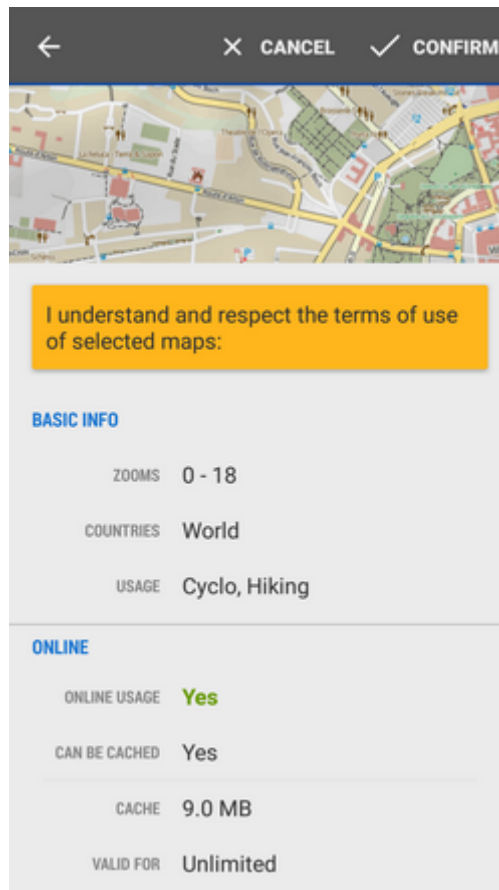 CANCEL CONFIRM
I understand and respect the terms of use
of selected maps:
BASIC INFO
ZOOMS 0 - 18
COUNTRIES World
USAGE Cyclo, Hiking
ONLINE
ONLINE USAGE Yes
CAN BE CACHED Yes
CACHE 9.0 MB
VALID FOR Unlimited